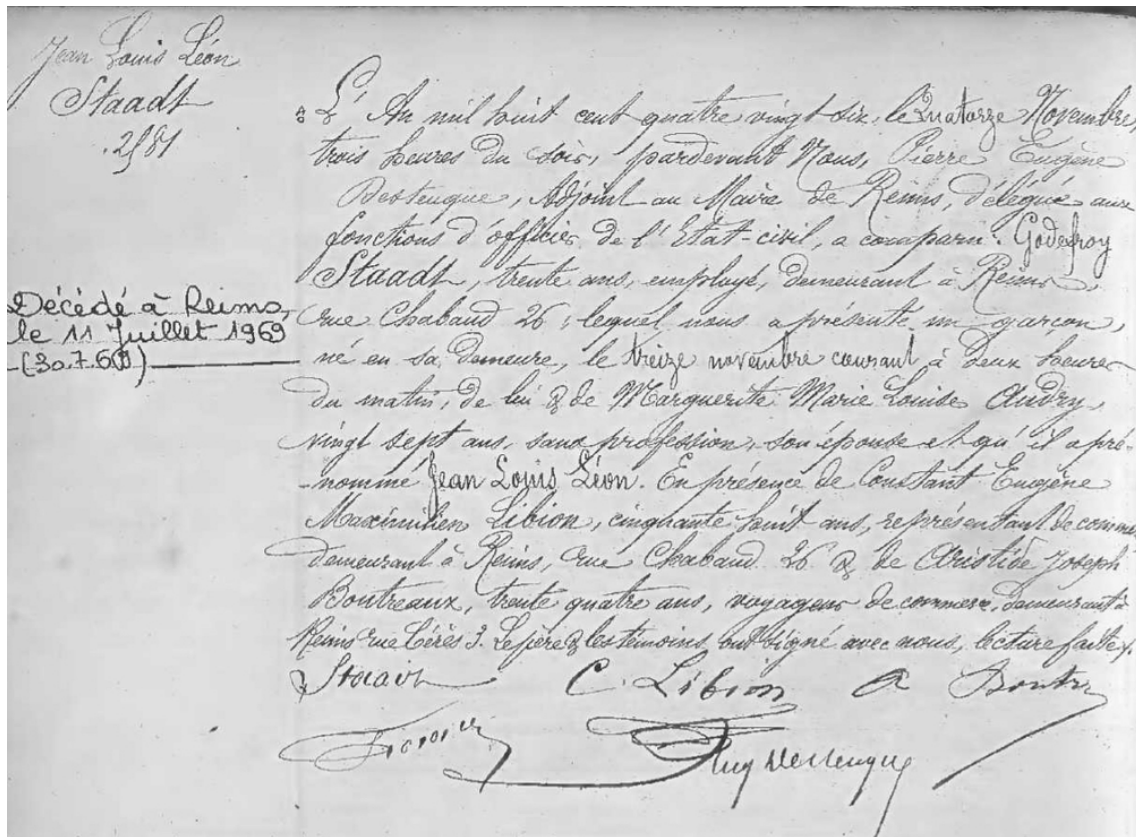 Jean Louis Léon
Staadt
2581
Décédé à Reims,
le 11 Juillet 1969
(30.7.69)
L'An mil huit cent quatre vingt six, le Quatorze Novembre,
trois heures du soir, pardevant Nous, Pierre Eugène
Desteuque, Adjoint au Maire de Reims, délégué aux
fonctions d'officier de l'Etat-civil, a comparu: Godefroy
Staadt, trente ans, employé, demeurant à Reims,
rue Chabaud 26; lequel nous a présenté un garçon,
né en sa demeure, le treize novembre courant à deux heures
du matin, de lui & de Marguerite Marie Louise Audry,
vingt sept ans, sans profession, son épouse et qu'il a pré-
-nommé Jean Louis Léon. En présence de Constant Eugène
Maximilien Libion, cinquante huit ans, représentant de comme
demeurant à Reims, rue Chabaud 26 & de Aristide Joseph
Boutreaux, trente quatre ans, voyageur de commerce, demeurant à
Reims rue Cérès 3. Le père & les témoins ont signé avec nous, lecture faite.
C. Libion A Boutr